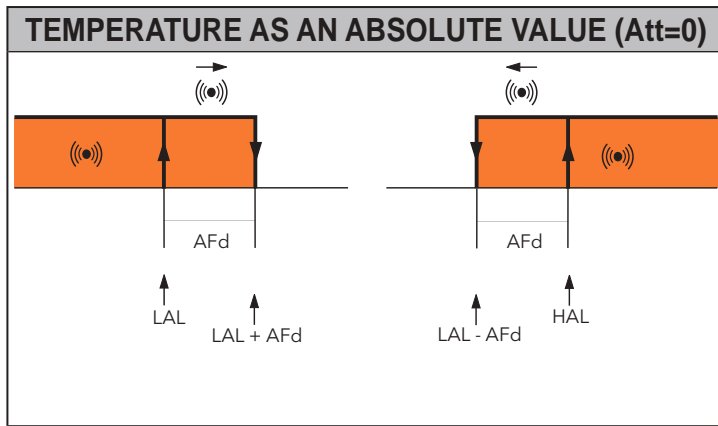 TEMPERATURE AS AN ABSOLUTE VALUE (Att=0)
AFd
AFd
LAL
HAL
LAL + AFd
LAL - AFd